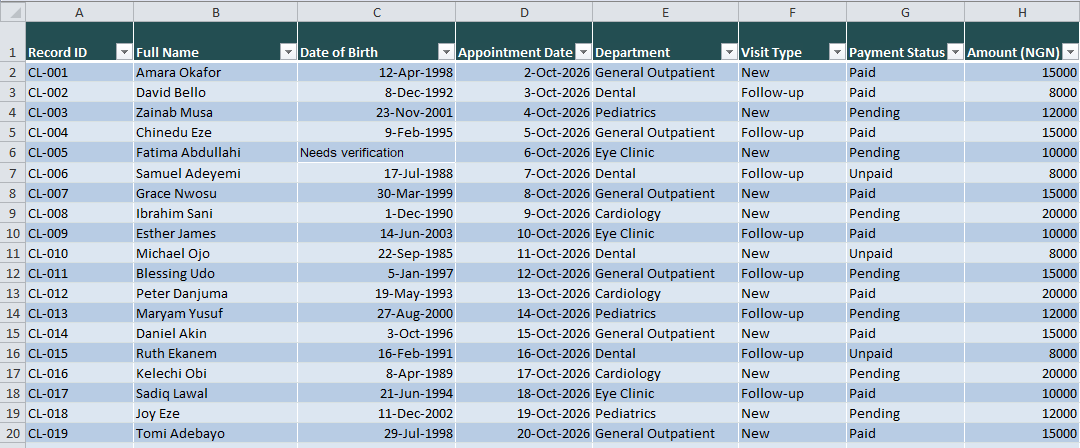 A B C D E F G H
1 Record ID Full Name Date of Birth Appointment Date Department Visit Type Payment Status Amount (NGN)
2 CL-001 Amara Okafor 12-Apr-1998 2-Oct-2026 General Outpatient New Paid 15000
3 CL-002 David Bello 8-Dec-1992 3-Oct-2026 Dental Follow-up Paid 8000
4 CL-003 Zainab Musa 23-Nov-2001 4-Oct-2026 Pediatrics New Pending 12000
5 CL-004 Chinedu Eze 9-Feb-1995 5-Oct-2026 General Outpatient Follow-up Paid 15000
6 CL-005 Fatima Abdullahi Needs verification 6-Oct-2026 Eye Clinic New Pending 10000
7 CL-006 Samuel Adeyemi 17-Jul-1988 7-Oct-2026 Dental Follow-up Unpaid 8000
8 CL-007 Grace Nwosu 30-Mar-1999 8-Oct-2026 General Outpatient New Paid 15000
9 CL-008 Ibrahim Sani 1-Dec-1990 9-Oct-2026 Cardiology New Pending 20000
10 CL-009 Esther James 14-Jun-2003 10-Oct-2026 Eye Clinic Follow-up Paid 10000
11 CL-010 Michael Ojo 22-Sep-1985 11-Oct-2026 Dental New Unpaid 8000
12 CL-011 Blessing Udo 5-Jan-1997 12-Oct-2026 General Outpatient Follow-up Pending 15000
13 CL-012 Peter Danjuma 19-May-1993 13-Oct-2026 Cardiology New Paid 20000
14 CL-013 Maryam Yusuf 27-Aug-2000 14-Oct-2026 Pediatrics Follow-up Pending 12000
15 CL-014 Daniel Akin 3-Oct-1996 15-Oct-2026 General Outpatient New Paid 15000
16 CL-015 Ruth Ekanem 16-Feb-1991 16-Oct-2026 Dental Follow-up Unpaid 8000
17 CL-016 Kelechi Obi 8-Apr-1989 17-Oct-2026 Cardiology New Pending 20000
18 CL-017 Sadiq Lawal 21-Jun-1994 18-Oct-2026 Eye Clinic Follow-up Paid 10000
19 CL-018 Joy Eze 11-Dec-2002 19-Oct-2026 Pediatrics New Pending 12000
20 CL-019 Tomi Adebayo 29-Jul-1998 20-Oct-2026 General Outpatient New Paid 15000